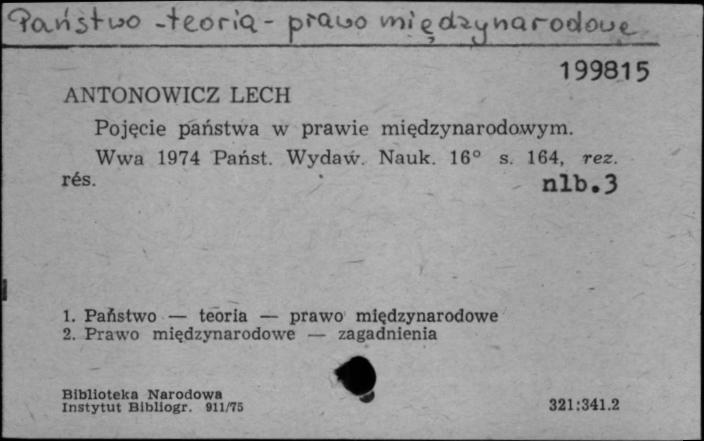 Państwo - teoria - prawo międzynarodowe
199815
ANTONOWICZ LECH
Pojęcie państwa w prawie międzynarodowym.
Wwa 1974 Państ. Wydaw. Nauk. 16° s. 164, rez.
rés.
nlb.3
1. Państwo — teoria — prawo międzynarodowe
2. Prawo międzynarodowe — zagadnienia
Biblioteka Narodowa
Instytut Bibliogr. 911/75
321:341.2